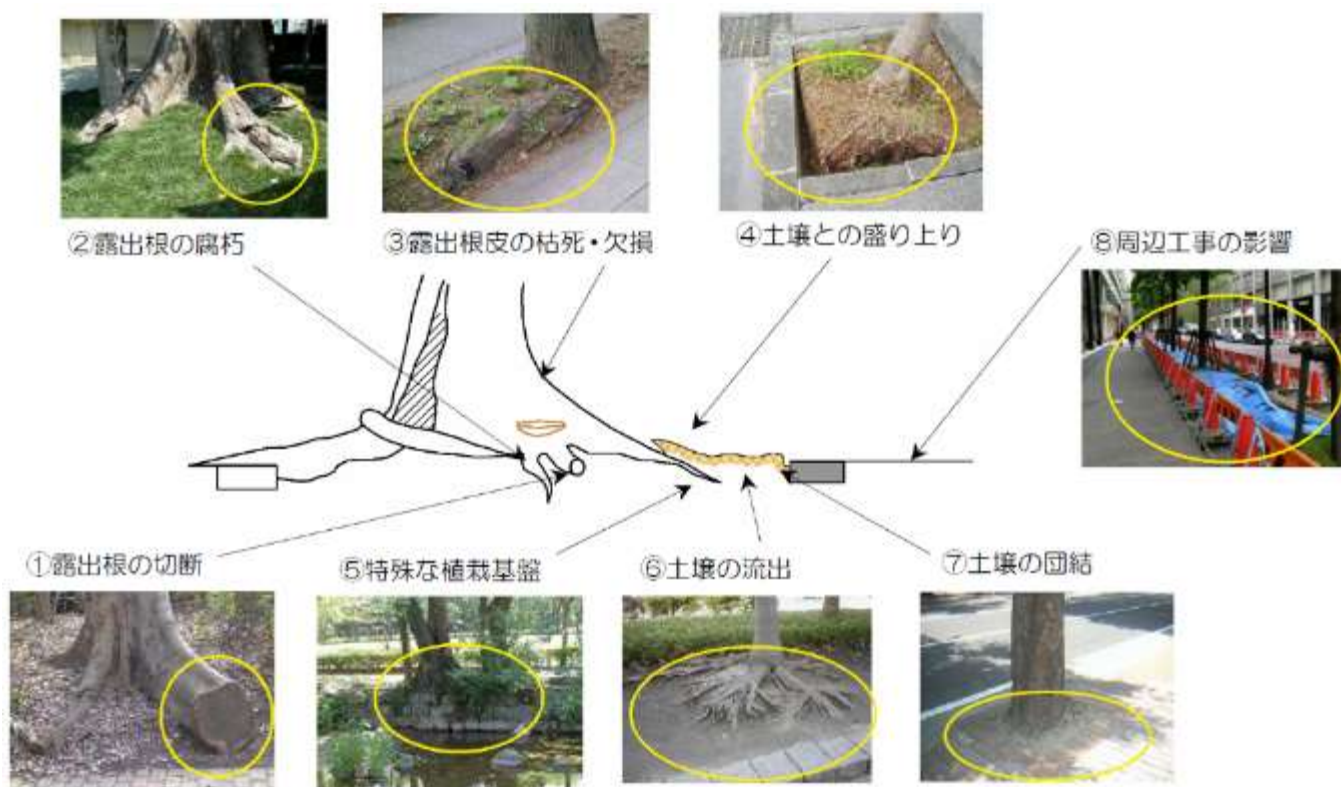 ②露出根の腐朽
③露出根皮の枯死・欠損
④土壌との盛り上り
⑧周辺工事の影響
①露出根の切断
⑤特殊な植栽基盤
⑥土壌の流出
⑦土壌の団結